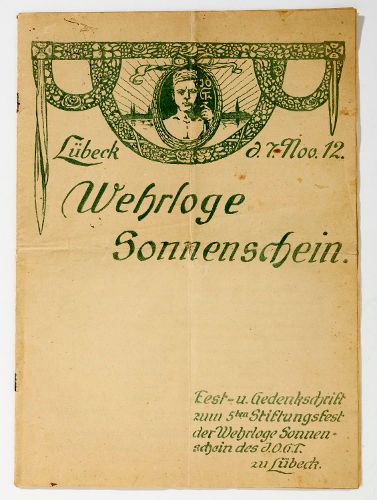 Lübeck d. 7. Nov. 12.
Wehrloge
Sonnenschein.
Fest- u. Gedenkschrift
zum 5ten Stiftungsfest
der Wehrloge Sonnen-
schein des J.O.G.T.
zu Lübeck.